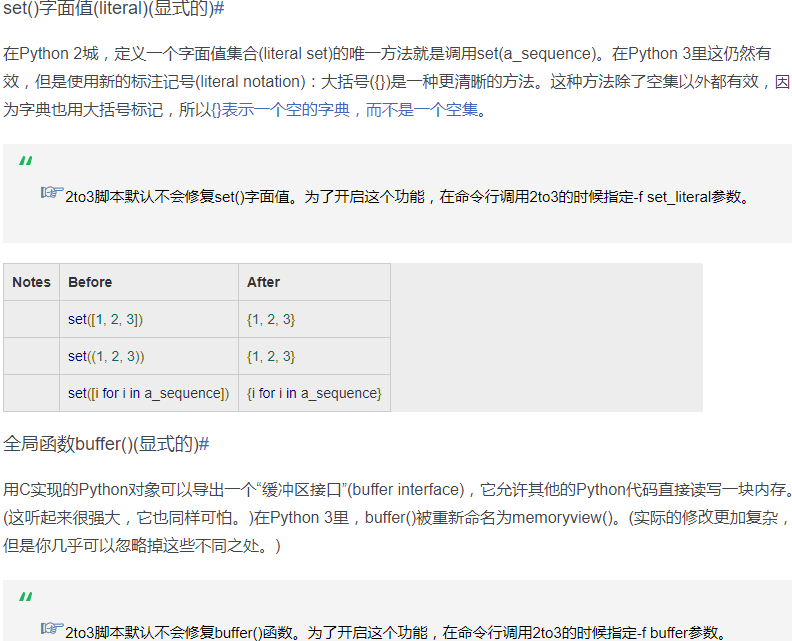 set()字面值(literal)(显式的)#
在Python 2城，定义一个字面值集合(literal set)的唯一方法就是调用set(a_sequence)。在Python 3里这仍然有
效，但是使用新的标注记号(literal notation)：大括号({})是一种更清晰的方法。这种方法除了空集以外都有效，因
为字典也用大括号标记，所以{}表示一个空的字典，而不是一个空集。
“
☞2to3脚本默认不会修复set()字面值。为了开启这个功能，在命令行调用2to3的时候指定-f set_literal参数。
Notes Before After
set([1, 2, 3]) {1, 2, 3}
set((1, 2, 3)) {1, 2, 3}
set([i for i in a_sequence]) {i for i in a_sequence}
全局函数buffer()(显式的)#
用C实现的Python对象可以导出一个“缓冲区接口”(buffer interface)，它允许其他的Python代码直接读写一块内存。
(这听起来很强大，它也同样可怕。)在Python 3里，buffer()被重新命名为memoryview()。(实际的修改更加复杂，
但是你几乎可以忽略掉这些不同之处。)
“
☞2to3脚本默认不会修复buffer()函数。为了开启这个功能，在命令行调用2to3的时候指定-f buffer参数。